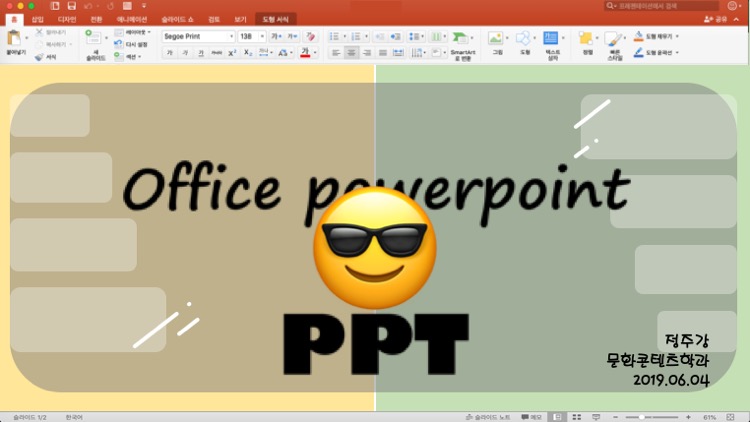 프레젠테이션에서 검색
홈 삽입 디자인 전환 애니메이션 슬라이드 쇼 검토 보기 도형 서식 공유
붙여넣기 잘라내기 복사하기 서식 새 슬라이드 레이아웃 다시 설정 섹션 Segoe Print 138 SmartArt로 변환 그림 도형 텍스트 상자 정렬 빠른 스타일 도형 채우기 도형 윤곽선
Office powerpoint
PPT
정주강
문화콘텐츠학과
2019.06.04
슬라이드 1/2 한국어 슬라이드 노트 메모 61%